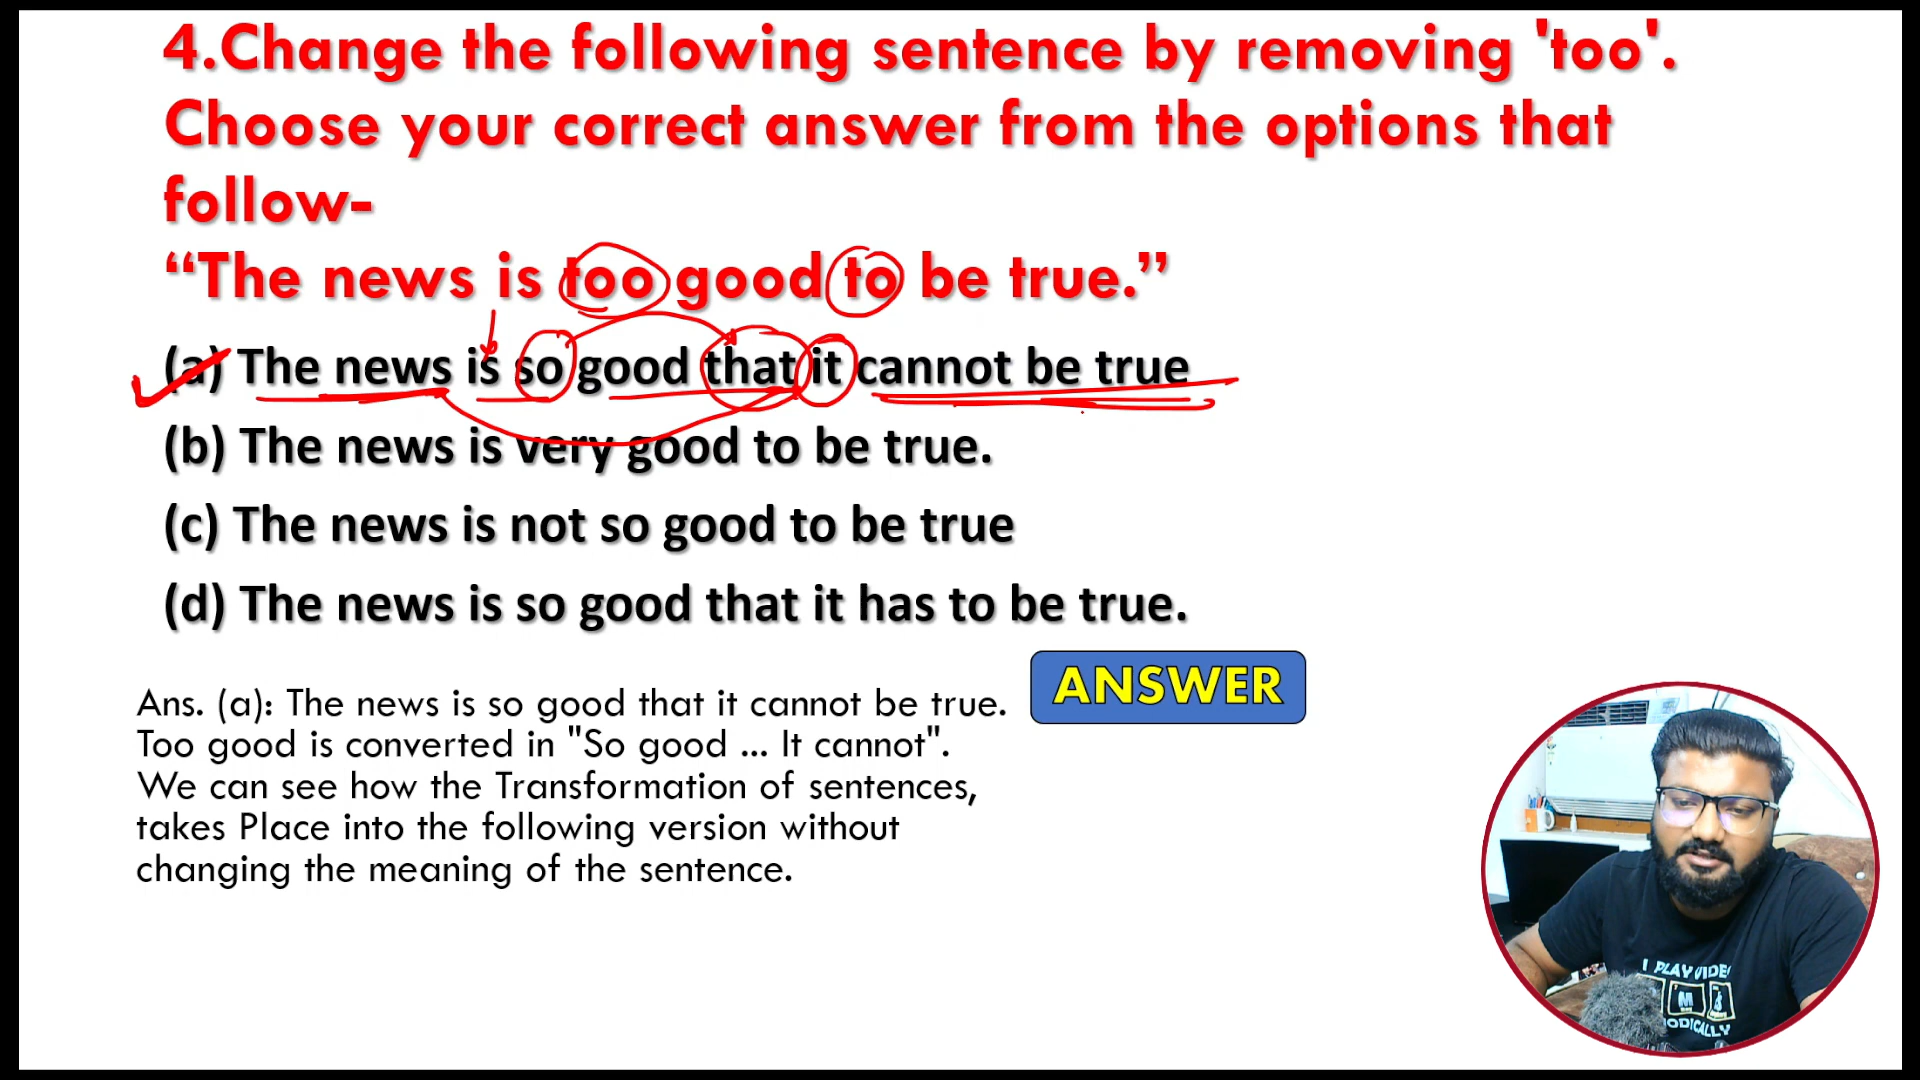 4.Change the following sentence by removing 'too'.
Choose your correct answer from the options that
follow-
“The news is too good to be true.”
(a) The news is so good that it cannot be true
(b) The news is very good to be true.
(c) The news is not so good to be true
(d) The news is so good that it has to be true.
ANSWER
Ans. (a): The news is so good that it cannot be true.
Too good is converted in "So good ... It cannot".
We can see how the Transformation of sentences,
takes Place into the following version without
changing the meaning of the sentence.
I PLAY VIDE
M
ODICALLY